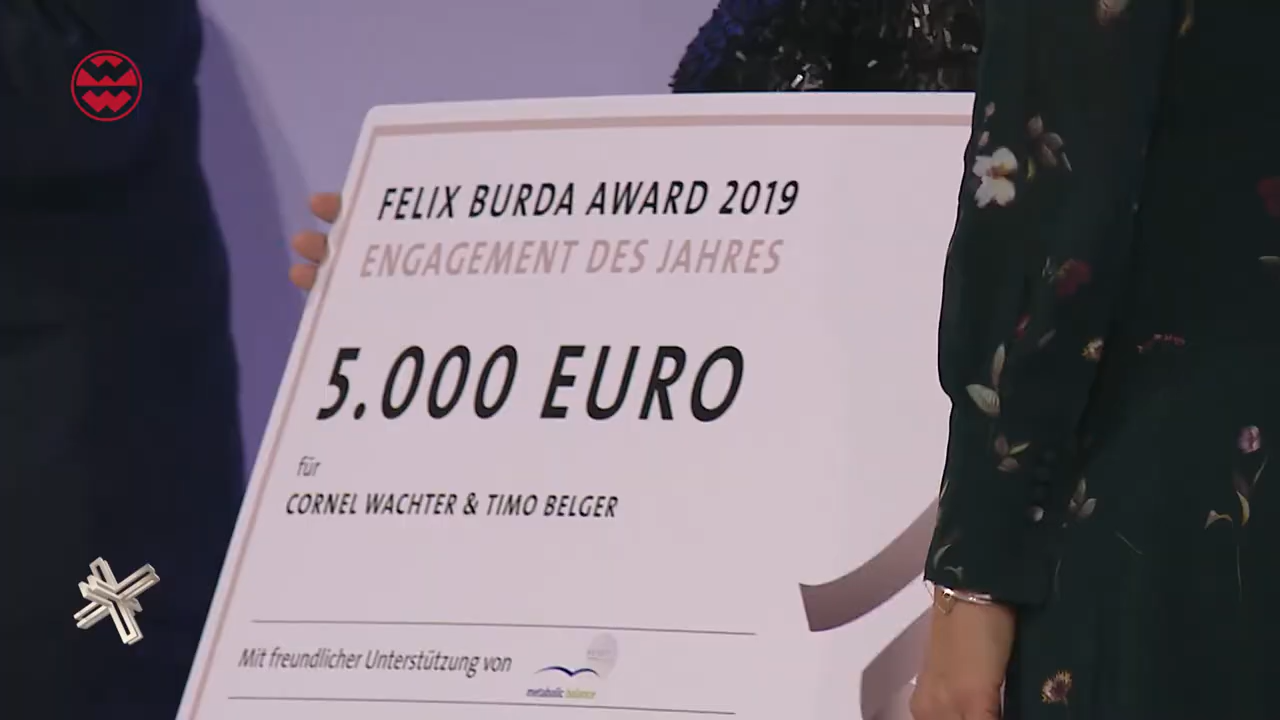 FELIX BURDA AWARD 2019
ENGAGEMENT DES JAHRES
5.000 EURO
für
CORNEL WACHTER & TIMO BELGER
Mit freundlicher Unterstützung von
metabolic balance